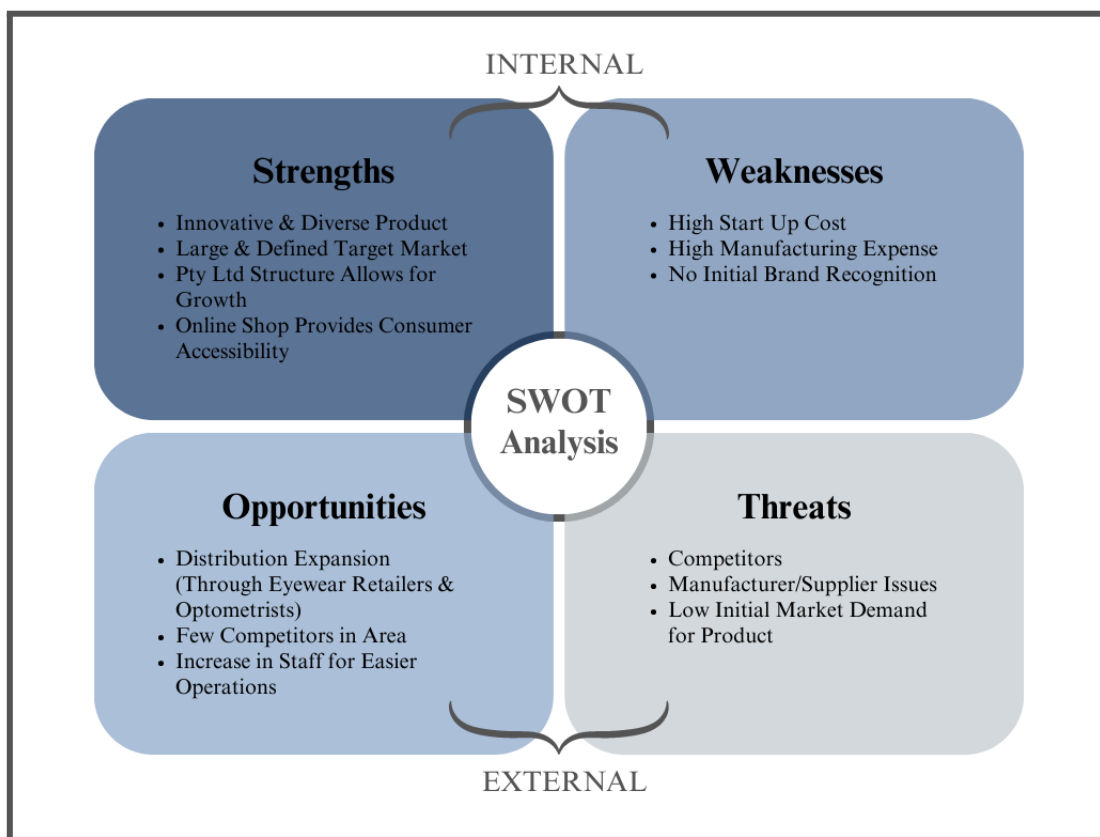 INTERNAL
Strengths
• Innovative & Diverse Product
• Large & Defined Target Market
• Pty Ltd Structure Allows for
Growth
• Online Shop Provides Consumer
Accessibility
Weaknesses
• High Start Up Cost
• High Manufacturing Expense
• No Initial Brand Recognition
SWOT
Analysis
Opportunities
• Distribution Expansion
(Through Eyewear Retailers &
Optometrists)
• Few Competitors in Area
• Increase in Staff for Easier
Operations
Threats
• Competitors
• Manufacturer/Supplier Issues
• Low Initial Market Demand
for Product
EXTERNAL